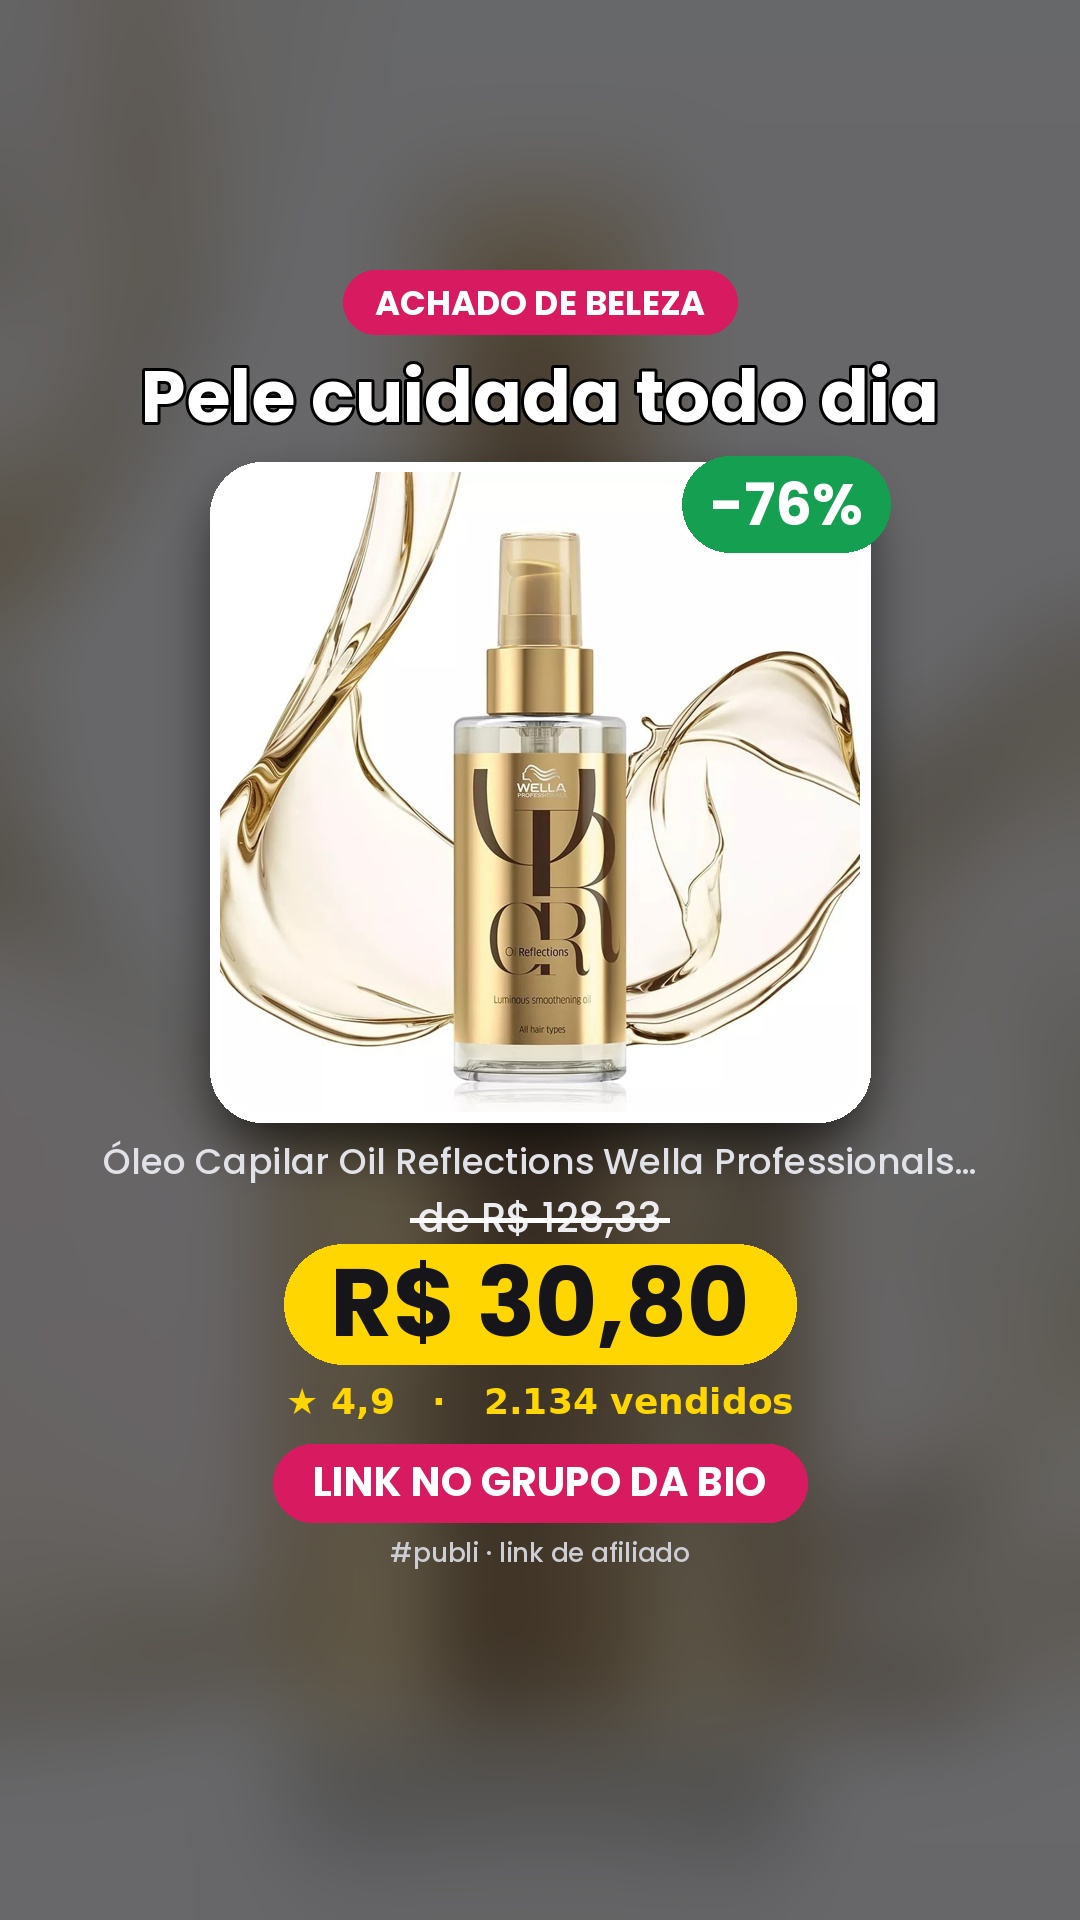 ACHADO DE BELEZA
Pele cuidada todo dia
-76%
WELLA
PROFESSIONALS
Oil Reflections
Luminous smoothening oil
All hair types
Óleo Capilar Oil Reflections Wella Professionals...
de R$ 128,33
R$ 30,80
★ 4,9 · 2.134 vendidos
LINK NO GRUPO DA BIO
#publi · link de afiliado